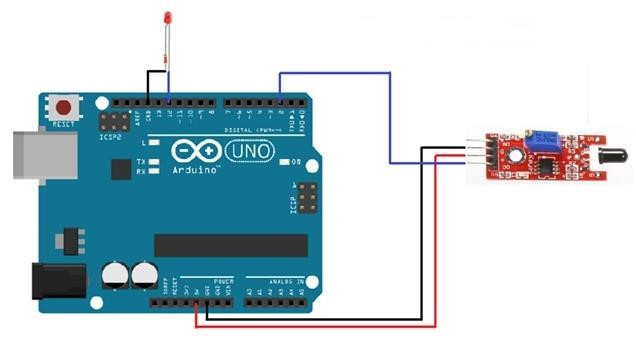 RESET
ICSP2
AREF
GND
13
12
~11
~10
~9
8
7
~6
~5
4
~3
2
TX►1
RX◄0
DIGITAL (PWM~)
L
TX
RX
UNO
Arduino™
ON
ICSP
1
POWER
ANALOG IN
IOREF
RESET
3V3
5V
GND
GND
VIN
A0
A1
A2
A3
A4
A5